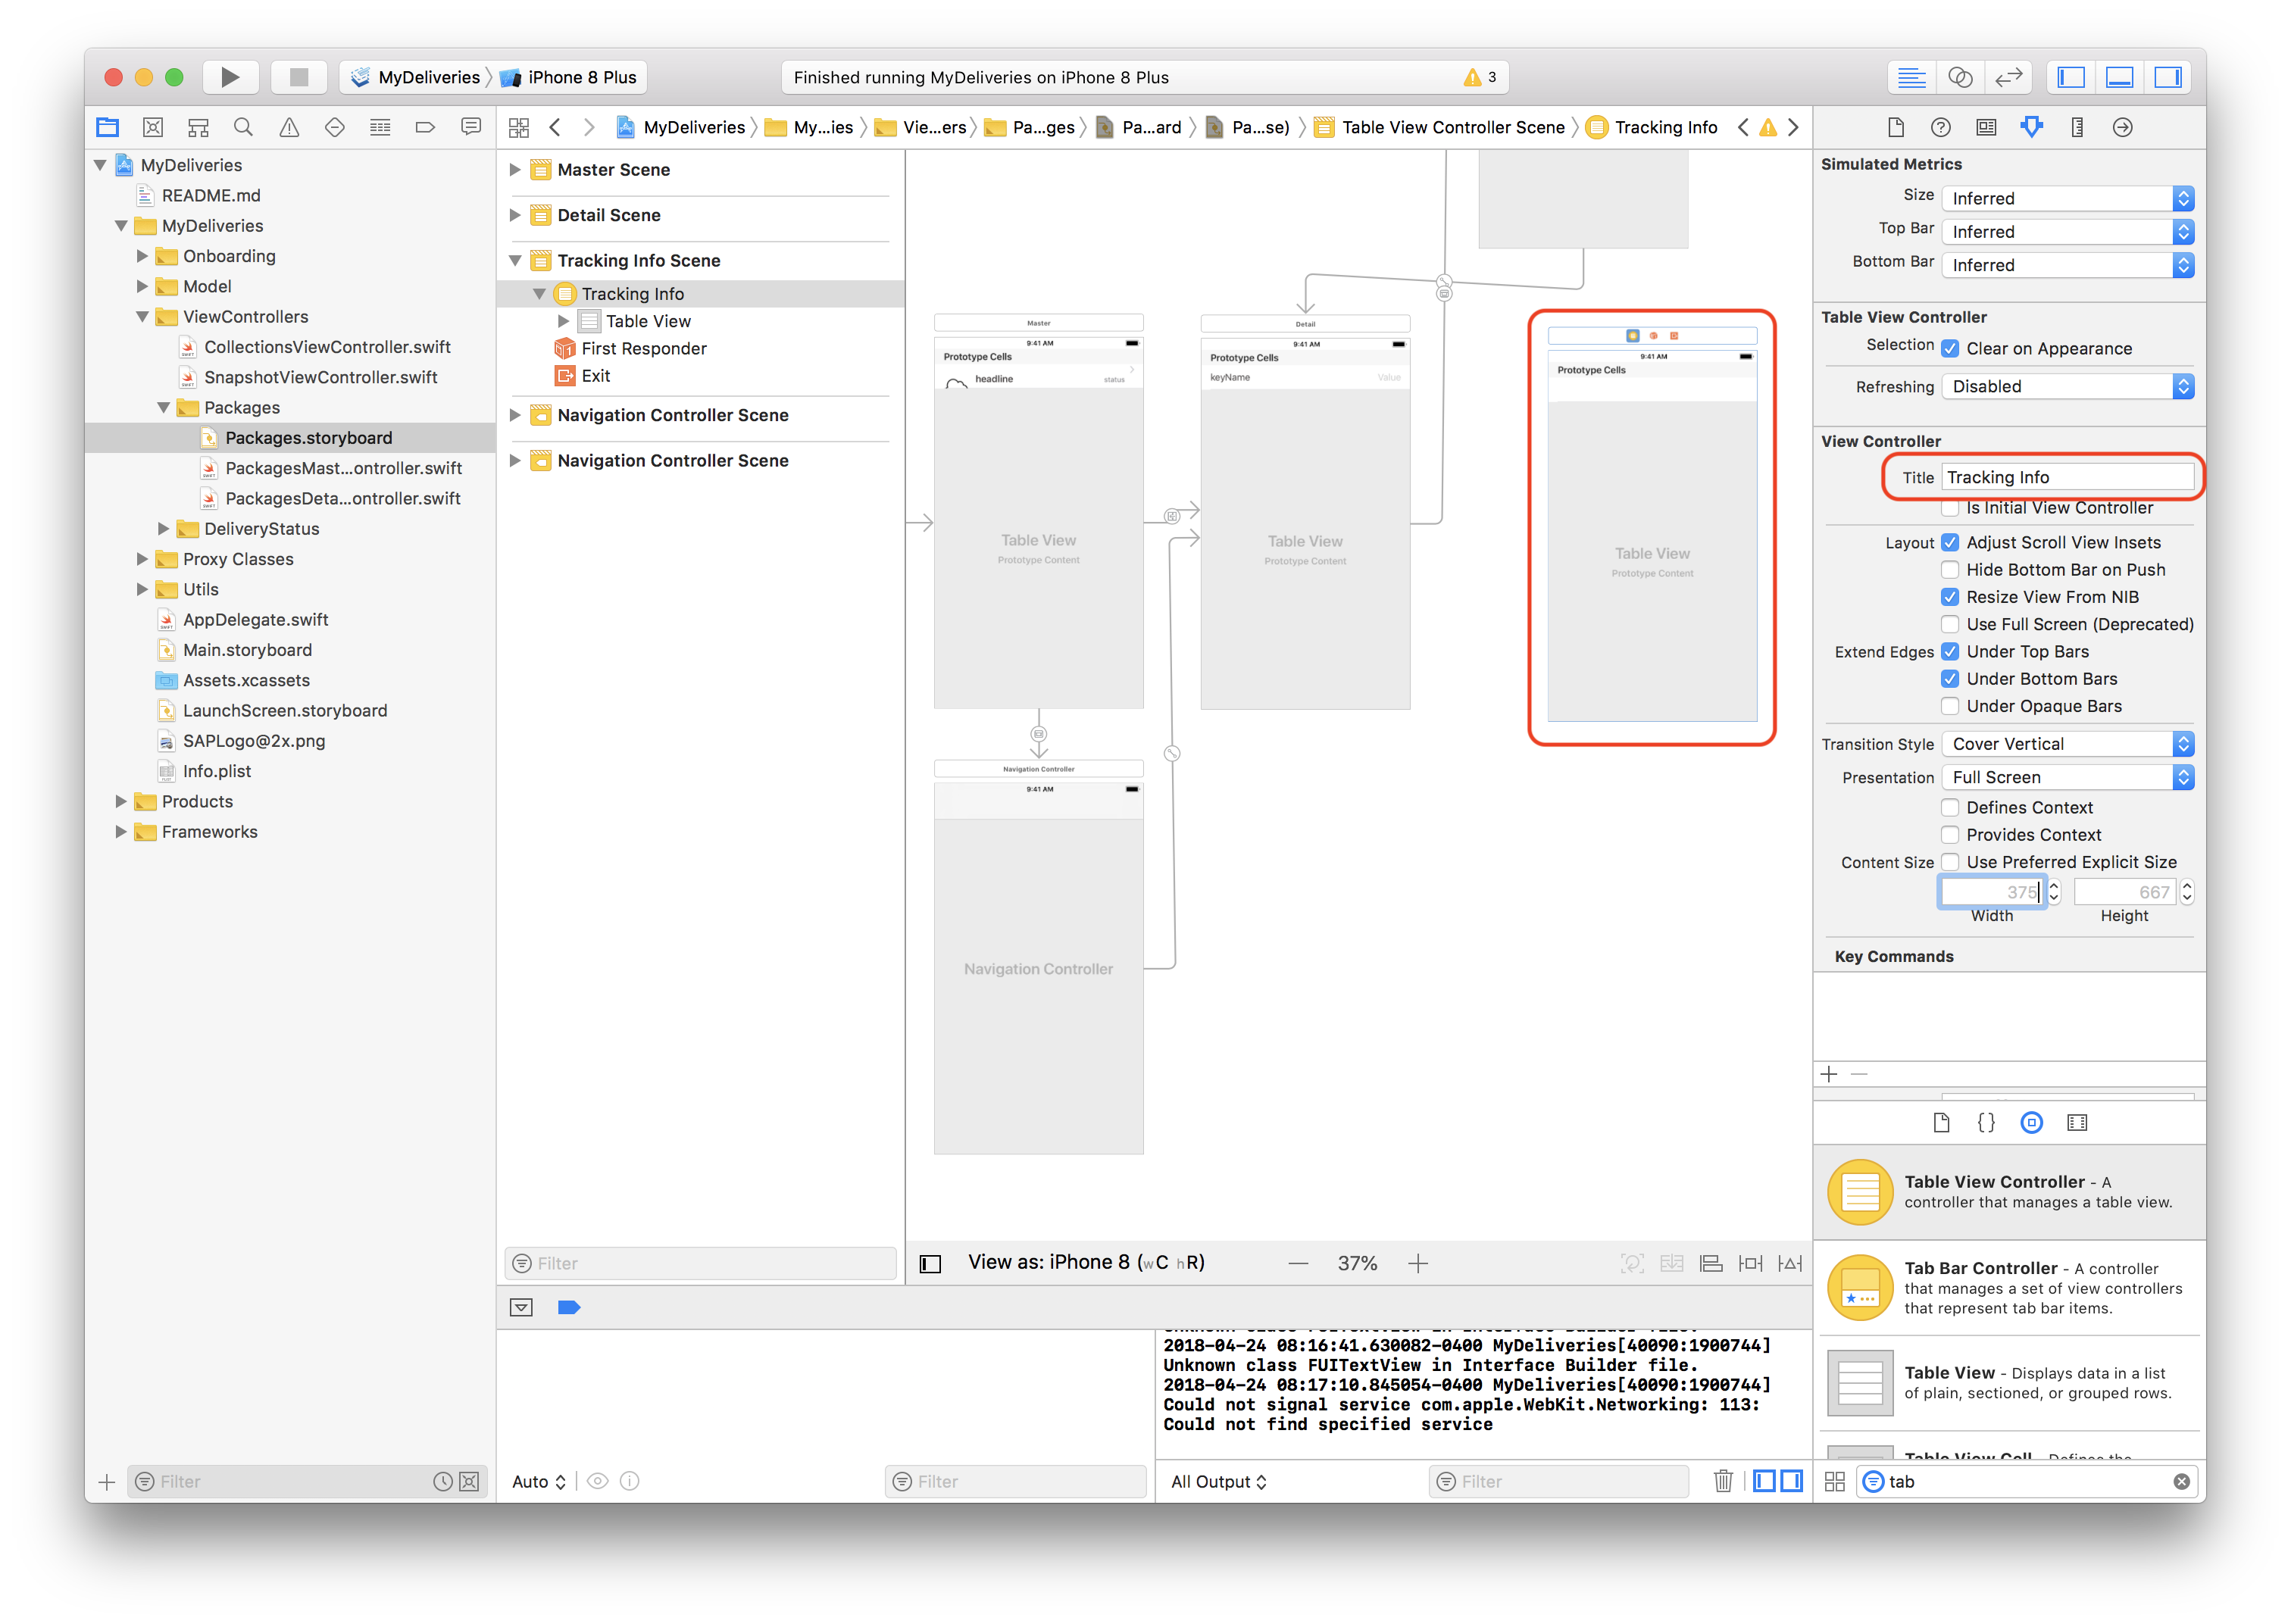 MyDeliveries
iPhone 8 Plus
Finished running MyDeliveries on iPhone 8 Plus
3
MyDeliveries
README.md
MyDeliveries
Onboarding
Model
ViewControllers
CollectionsViewController.swift
SnapshotViewController.swift
Packages
Packages.storyboard
PackagesMast...ontroller.swift
PackagesDeta...ontroller.swift
DeliveryStatus
Proxy Classes
Utils
AppDelegate.swift
Main.storyboard
Assets.xcassets
LaunchScreen.storyboard
SAPLogo@2x.png
Info.plist
Products
Frameworks
Filter
MyDeliveries
My...ies
Vie...ers
Pa...ges
Pa...ard
Pa...se)
Table View Controller Scene
Tracking Info
Master Scene
Detail Scene
Tracking Info Scene
Tracking Info
Table View
First Responder
Exit
Navigation Controller Scene
Navigation Controller Scene
Filter
Master
9:41 AM
Prototype Cells
headline
status
Table View
Prototype Content
Detail
9:41 AM
Prototype Cells
keyName
Value
Table View
Prototype Content
9:41 AM
Prototype Cells
Table View
Prototype Content
Navigation Controller
9:41 AM
Navigation Controller
View as: iPhone 8 (wC hR)
37%
2018-04-24 08:16:41.630082-0400 MyDeliveries[40090:1900744]
Unknown class FUITextView in Interface Builder file.
2018-04-24 08:17:10.845054-0400 MyDeliveries[40090:1900744]
Could not signal service com.apple.WebKit.Networking: 113:
Could not find specified service
Auto
Filter
All Output
Filter
Simulated Metrics
Size Inferred
Top Bar Inferred
Bottom Bar Inferred
Table View Controller
Selection Clear on Appearance
Refreshing Disabled
View Controller
Title Tracking Info
Is Initial View Controller
Layout Adjust Scroll View Insets
Hide Bottom Bar on Push
Resize View From NIB
Use Full Screen (Deprecated)
Extend Edges Under Top Bars
Under Bottom Bars
Under Opaque Bars
Transition Style Cover Vertical
Presentation Full Screen
Defines Context
Provides Context
Content Size Use Preferred Explicit Size
375 667
Width Height
Key Commands
Table View Controller - A
controller that manages a table view.
Tab Bar Controller - A controller
that manages a set of view controllers
that represent tab bar items.
Table View - Displays data in a list
of plain, sectioned, or grouped rows.
Table View Cell - Defines the
tab